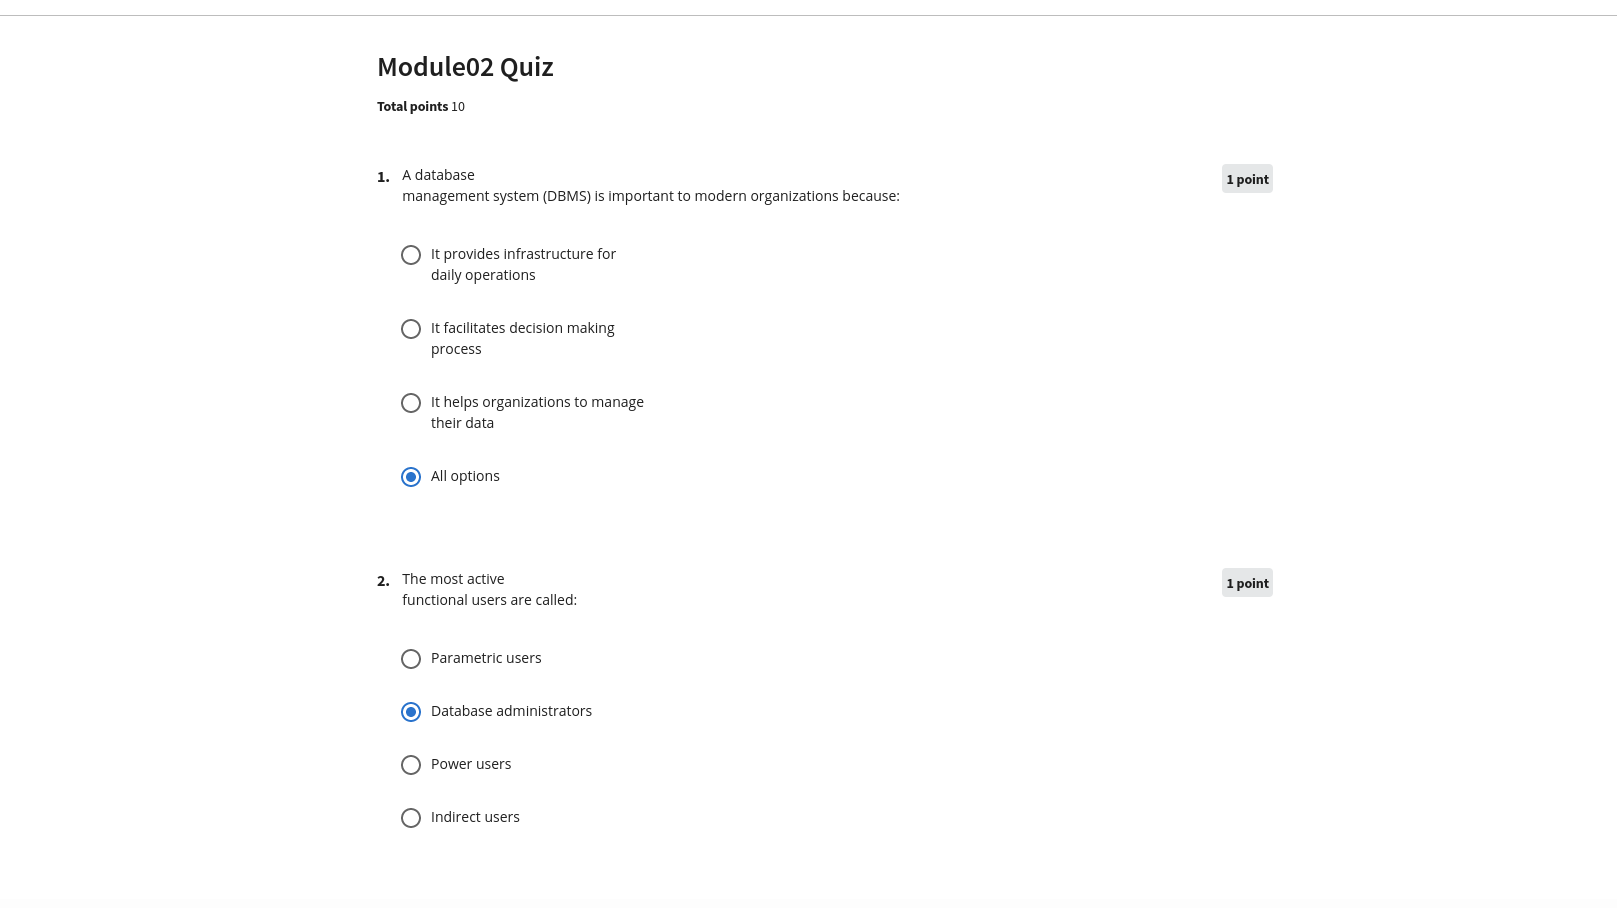 Module02 Quiz
Total points 10
1.
A database
management system (DBMS) is important to modern organizations because:
1 point
It provides infrastructure for
daily operations
It facilitates decision making
process
It helps organizations to manage
their data
All options
2.
The most active
functional users are called:
1 point
Parametric users
Database administrators
Power users
Indirect users